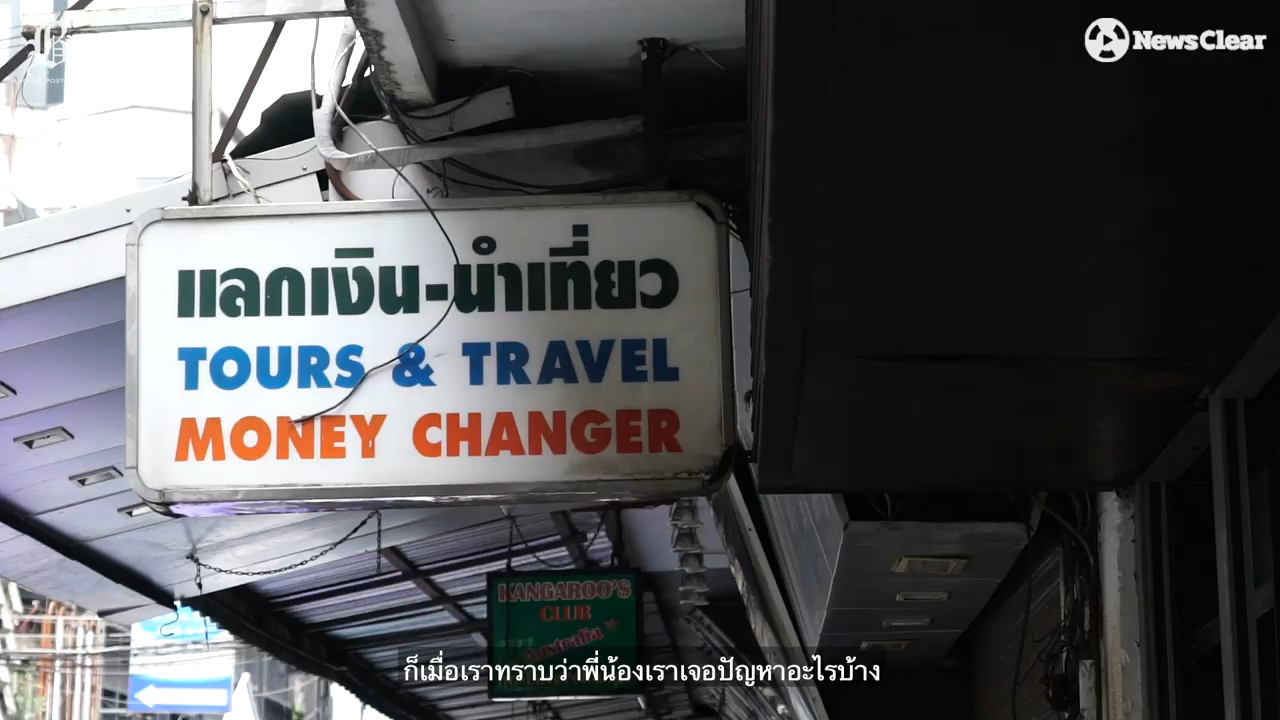 NewsClear
แลกเงิน-นำเที่ยว
TOURS & TRAVEL
MONEY CHANGER
KANGAROO'S
CLUB
Australia
ก็เมื่อเราทราบว่าพี่น้องเราเจอปัญหาอะไรบ้าง